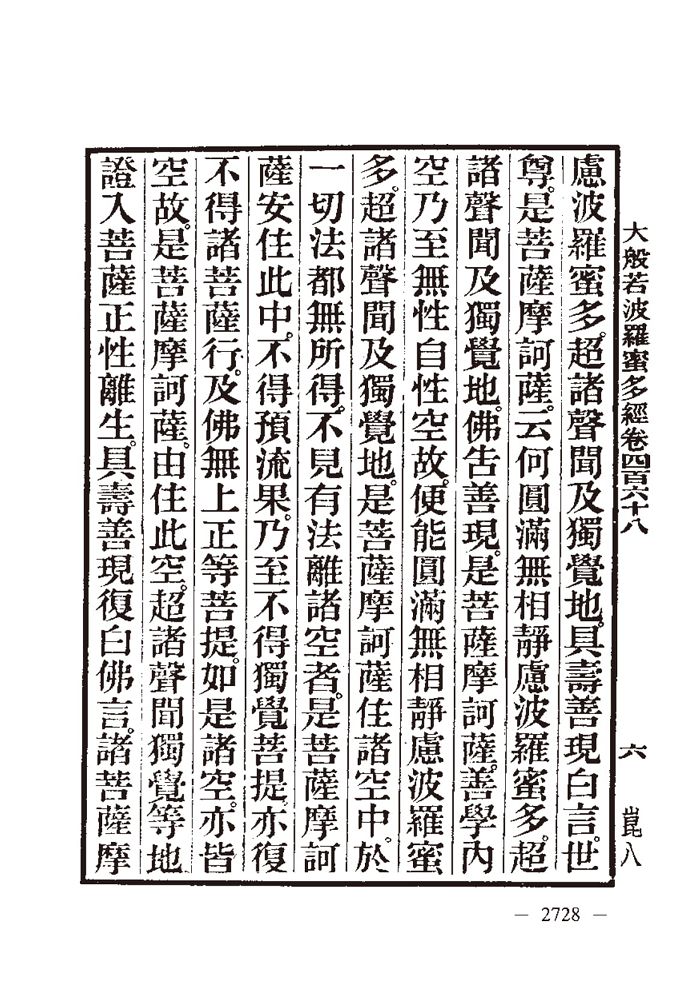 大般若波羅蜜多經卷四百六十八
六
崑八
慮波羅蜜多。超諸聲聞及獨覺地。具壽善現白言。世
尊。是菩薩摩訶薩。云何圓滿無相靜慮波羅蜜多。超
諸聲聞及獨覺地。佛告善現。是菩薩摩訶薩。善學內
空乃至無性自性空故。便能圓滿無相靜慮波羅蜜
多。超諸聲聞及獨覺地。是菩薩摩訶薩住諸空中。於
一切法都無所得。不見有法離諸空者。是菩薩摩訶
薩安住此中。不得預流果。乃至不得獨覺菩提。亦復
不得諸菩薩行。及佛無上正等菩提。如是諸空。亦皆
空故。是菩薩摩訶薩。由住此空。超諸聲聞獨覺等地
證入菩薩正性離生。具壽善現復白佛言。諸菩薩摩
— 2728 —